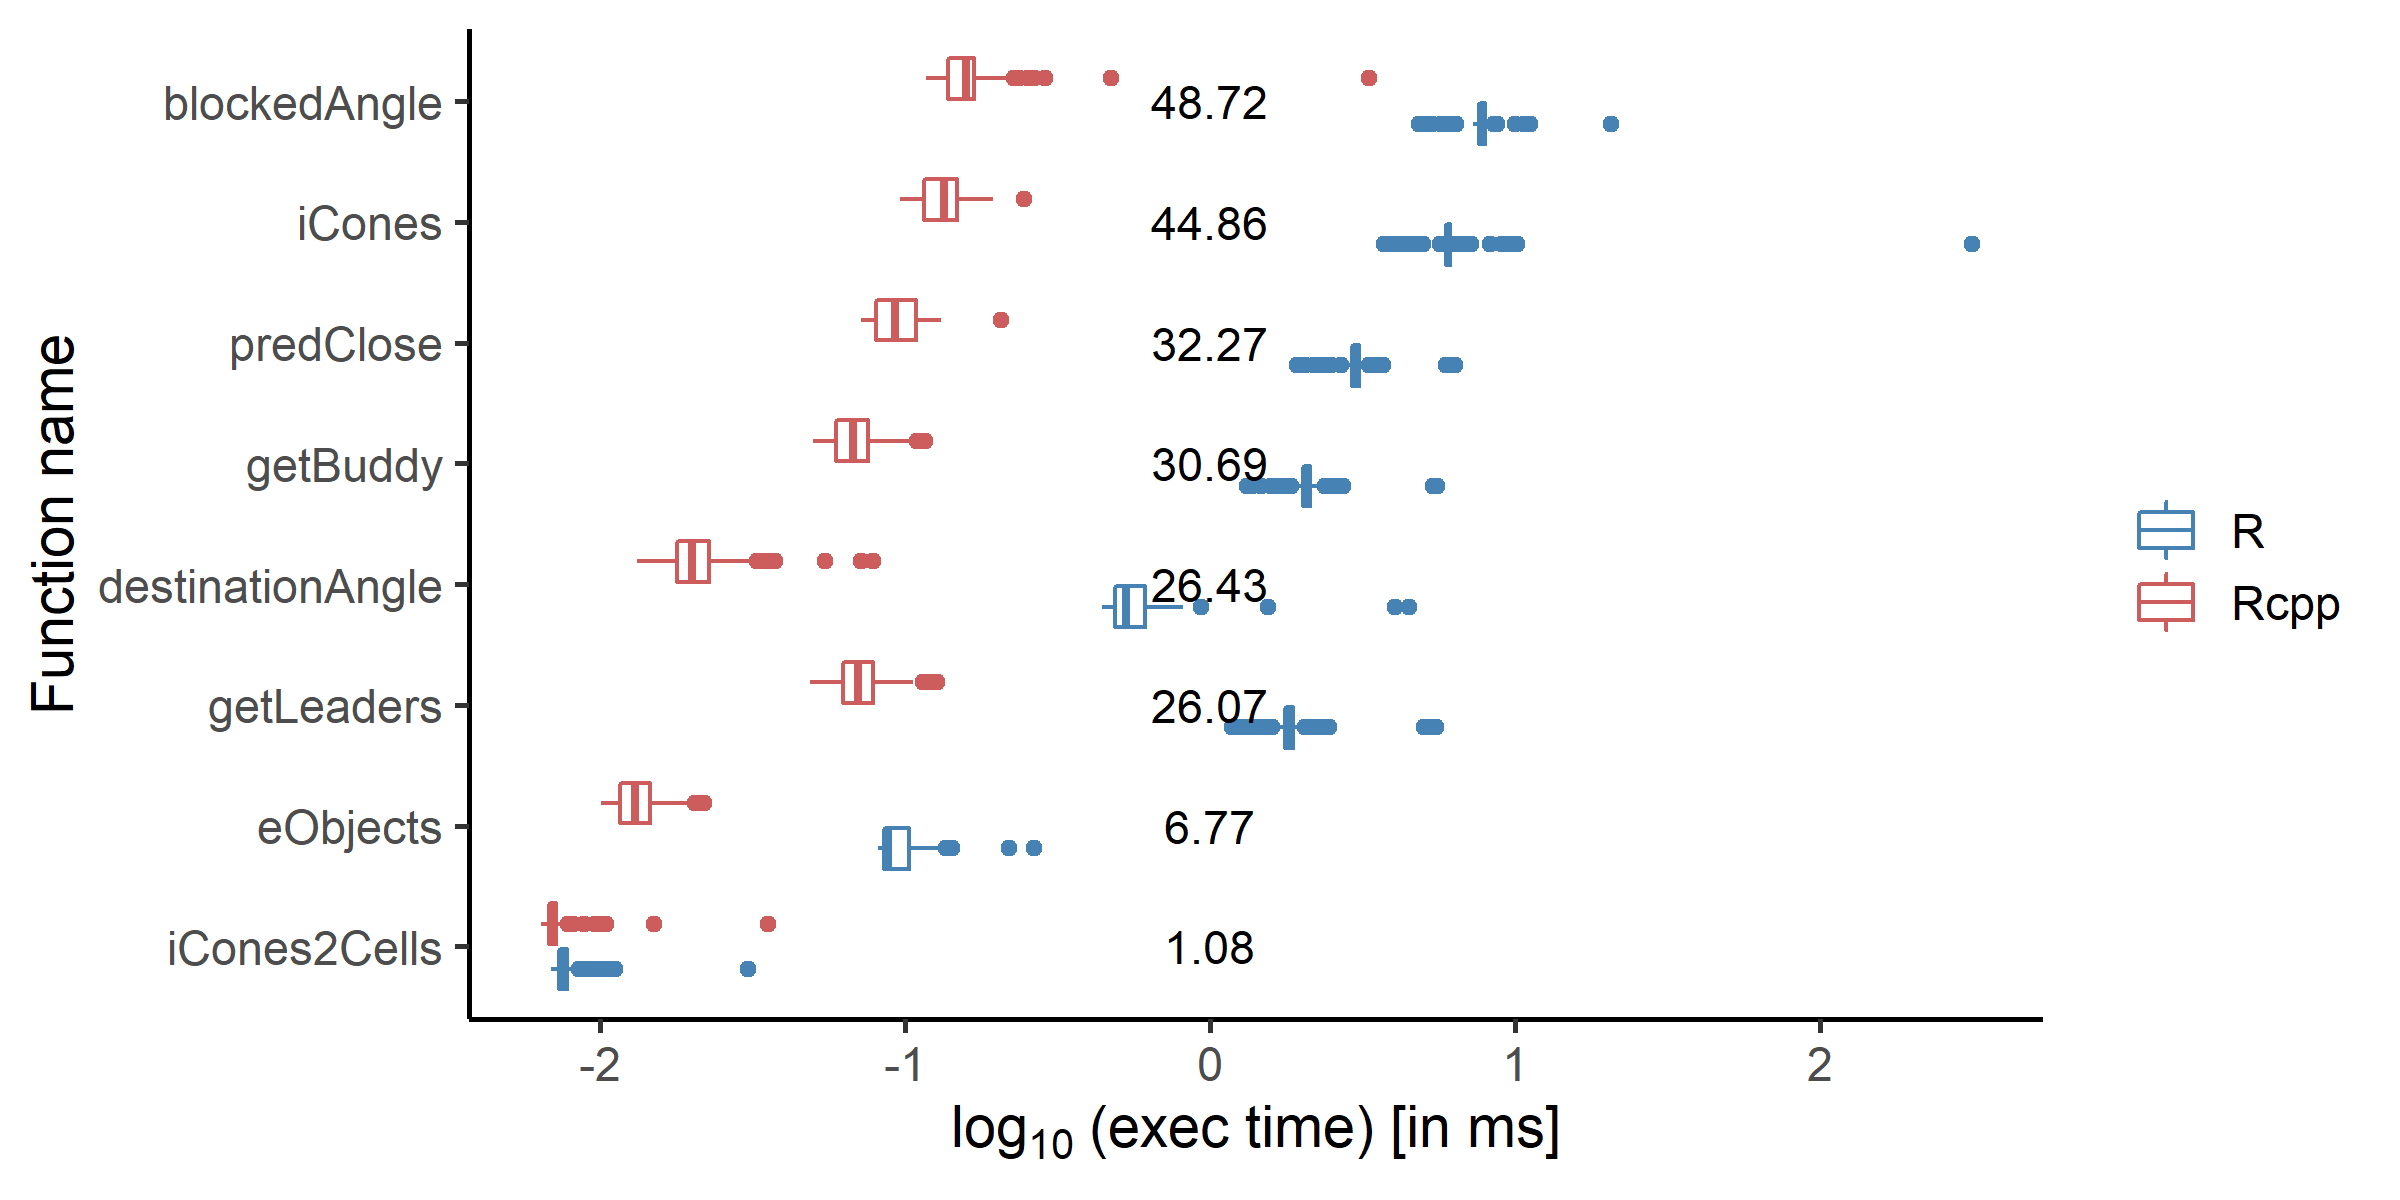 Function name
blockedAngle
48.72
iCones
44.86
predClose
32.27
getBuddy
30.69
destinationAngle
26.43
getLeaders
26.07
eObjects
6.77
iCones2Cells
1.08
R
Rcpp
-2 -1 0 1 2
log10 (exec time) [in ms]